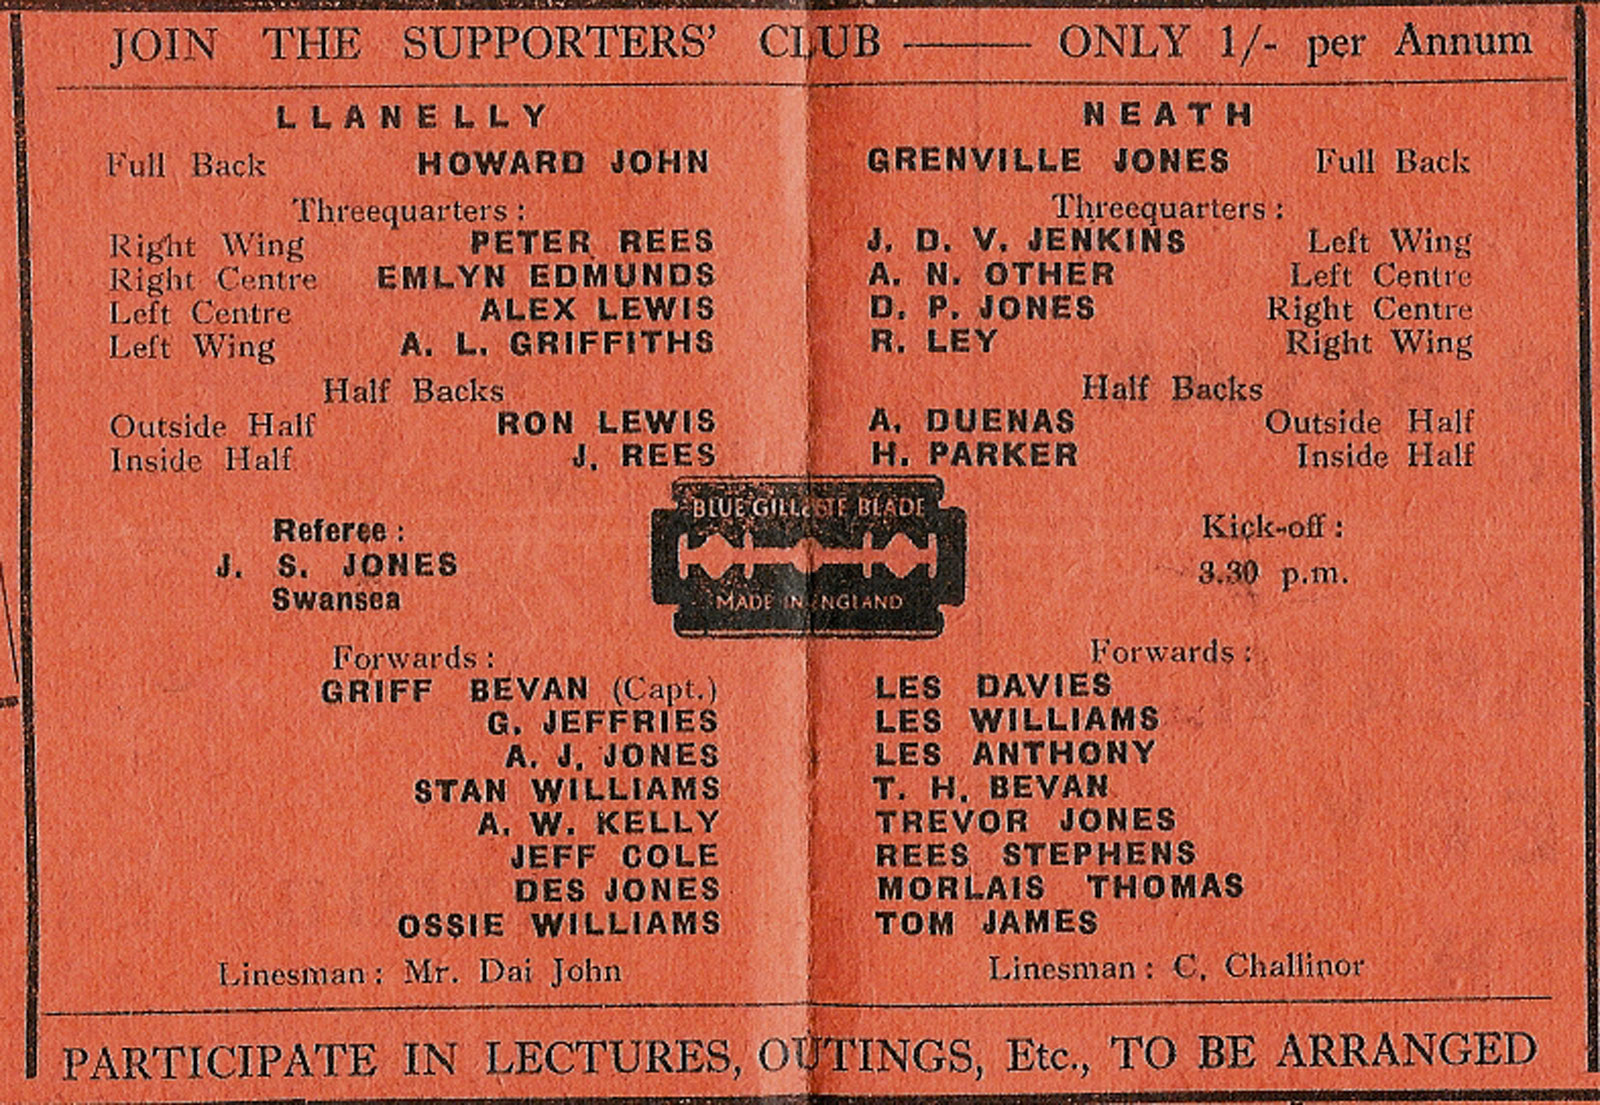 JOIN THE SUPPORTERS' CLUB —— ONLY 1/- per Annum
LLANELLY
Full Back HOWARD JOHN
Threequarters :
Right Wing PETER REES
Right Centre EMLYN EDMUNDS
Left Centre ALEX LEWIS
Left Wing A. L. GRIFFITHS
Half Backs
Outside Half RON LEWIS
Inside Half J. REES
Referee :
J. S. JONES
Swansea
Forwards :
GRIFF BEVAN (Capt.)
G. JEFFRIES
A. J. JONES
STAN WILLIAMS
A. W. KELLY
JEFF COLE
DES JONES
OSSIE WILLIAMS
Linesman : Mr. Dai John
BLUE GILLETTE BLADE
MADE IN ENGLAND
NEATH
GRENVILLE JONES Full Back
Threequarters :
J. D. V. JENKINS Left Wing
A. N. OTHER Left Centre
D. P. JONES Right Centre
R. LEY Right Wing
Half Backs
A. DUENAS Outside Half
H. PARKER Inside Half
Kick-off :
3.30 p.m.
Forwards :
LES DAVIES
LES WILLIAMS
LES ANTHONY
T. H. BEVAN
TREVOR JONES
REES STEPHENS
MORLAIS THOMAS
TOM JAMES
Linesman : C. Challinor
PARTICIPATE IN LECTURES, OUTINGS, Etc., TO BE ARRANGED